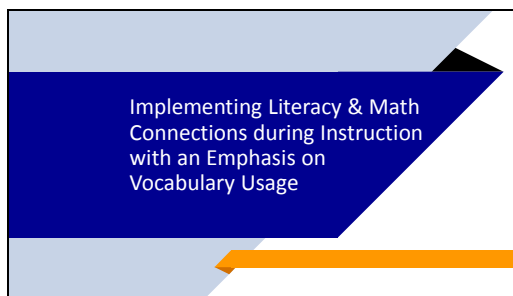 Implementing Literacy & Math
Connections during Instruction
with an Emphasis on
Vocabulary Usage